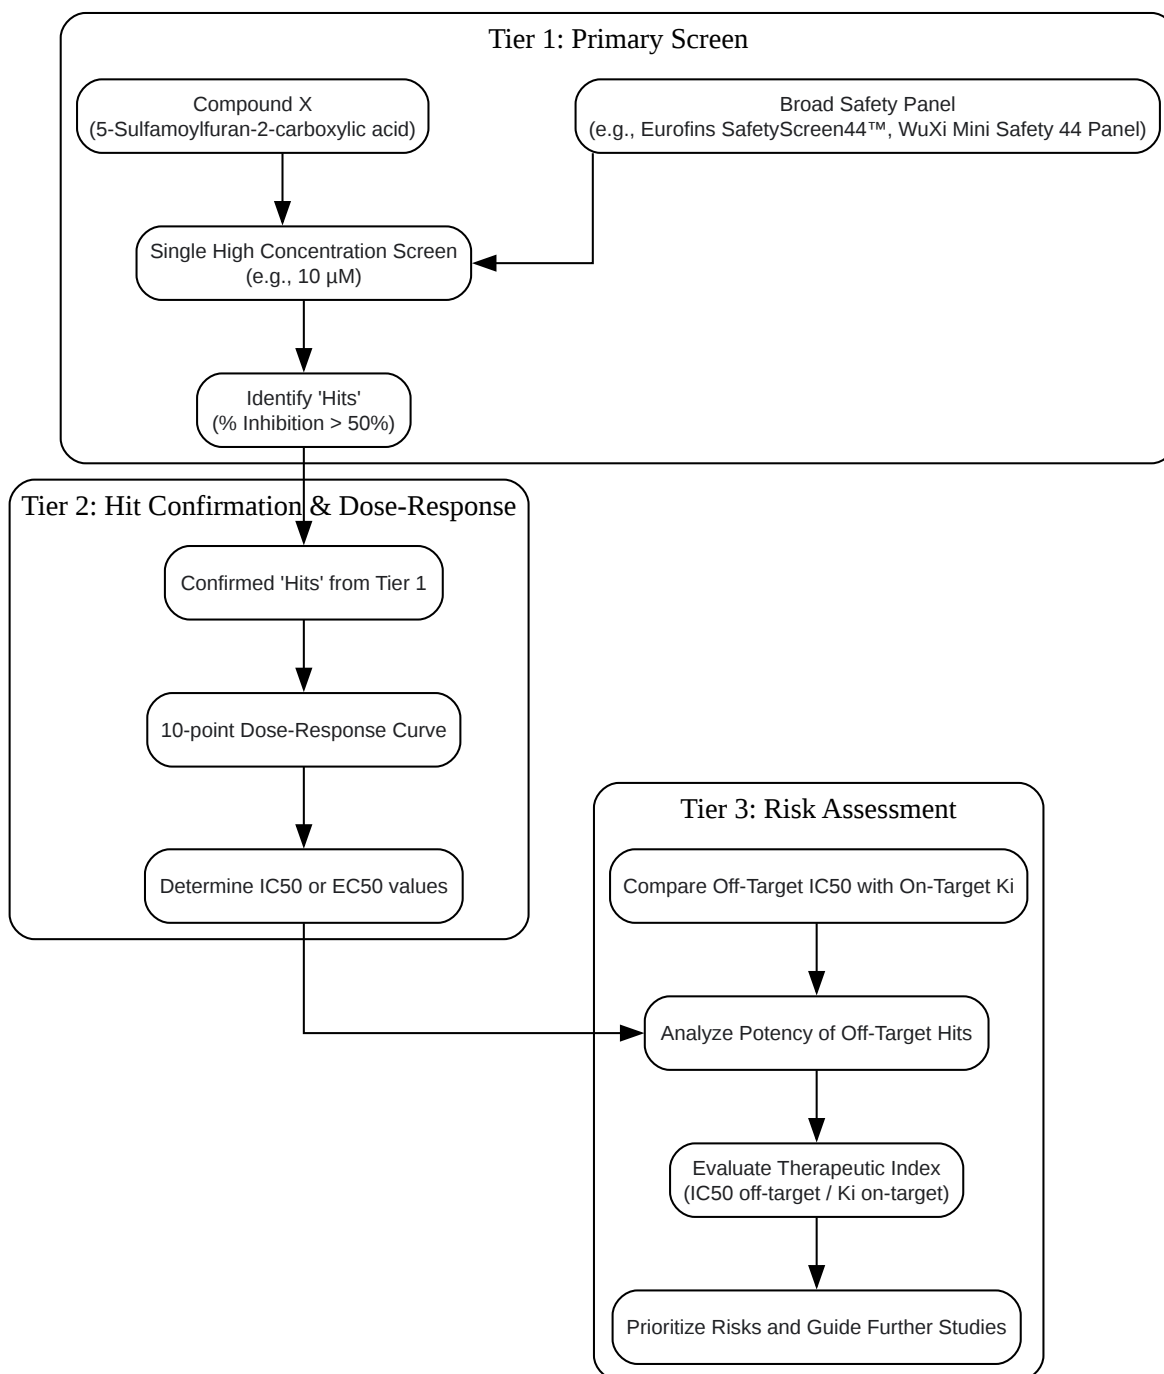 Tier 1: Primary Screen
Compound X
(5-Sulfamoylfuran-2-carboxylic acid)
Broad Safety Panel
(e.g., Eurofins SafetyScreen44™, WuXi Mini Safety 44 Panel)
Single High Concentration Screen
(e.g., 10 µM)
Identify 'Hits'
(% Inhibition > 50%)
Tier 2: Hit Confirmation & Dose-Response
Confirmed 'Hits' from Tier 1
10-point Dose-Response Curve
Determine IC50 or EC50 values
Tier 3: Risk Assessment
Compare Off-Target IC50 with On-Target Ki
Analyze Potency of Off-Target Hits
Evaluate Therapeutic Index
(IC50 off-target / Ki on-target)
Prioritize Risks and Guide Further Studies